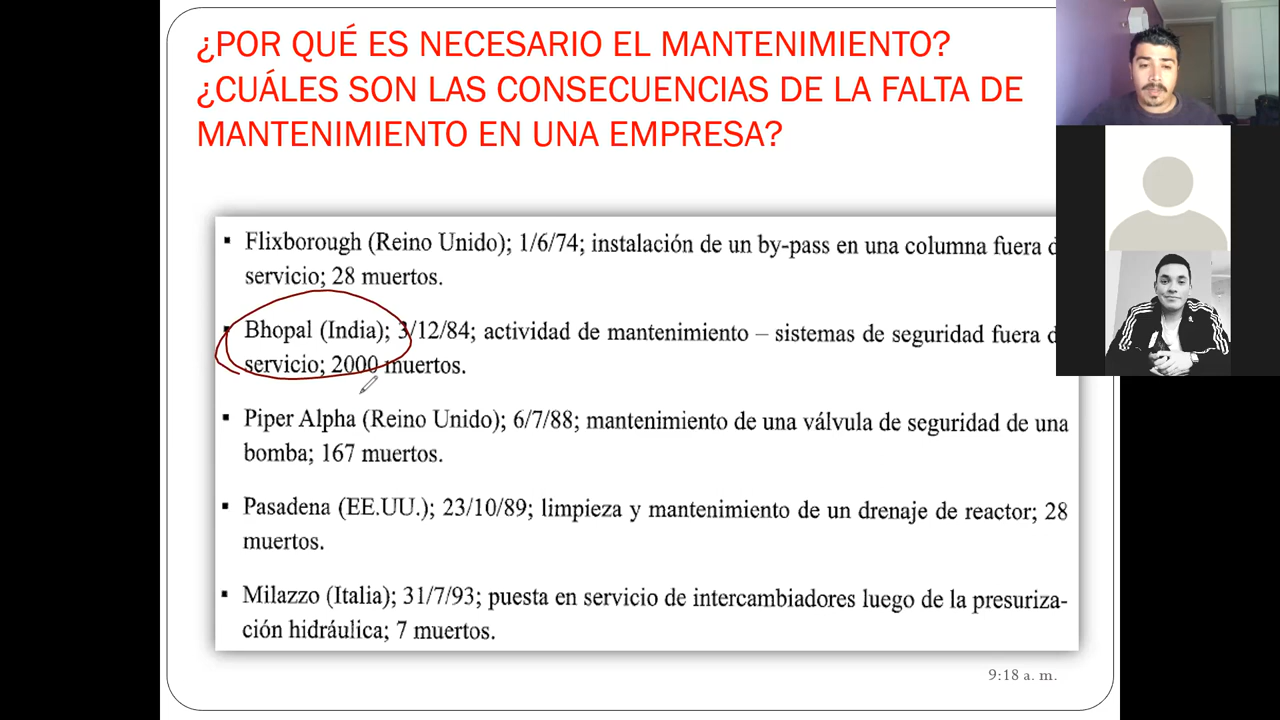 ¿POR QUÉ ES NECESARIO EL MANTENIMIENTO?
¿CUÁLES SON LAS CONSECUENCIAS DE LA FALTA DE
MANTENIMIENTO EN UNA EMPRESA?
▪ Flixborough (Reino Unido); 1/6/74; instalación de un by-pass en una columna fuera d
servicio; 28 muertos.
▪ Bhopal (India); 3/12/84; actividad de mantenimiento – sistemas de seguridad fuera d
servicio; 2000 muertos.
▪ Piper Alpha (Reino Unido); 6/7/88; mantenimiento de una válvula de seguridad de una
bomba; 167 muertos.
▪ Pasadena (EE.UU.); 23/10/89; limpieza y mantenimiento de un drenaje de reactor; 28
muertos.
▪ Milazzo (Italia); 31/7/93; puesta en servicio de intercambiadores luego de la presuriza-
ción hidráulica; 7 muertos.
9:18 a. m.